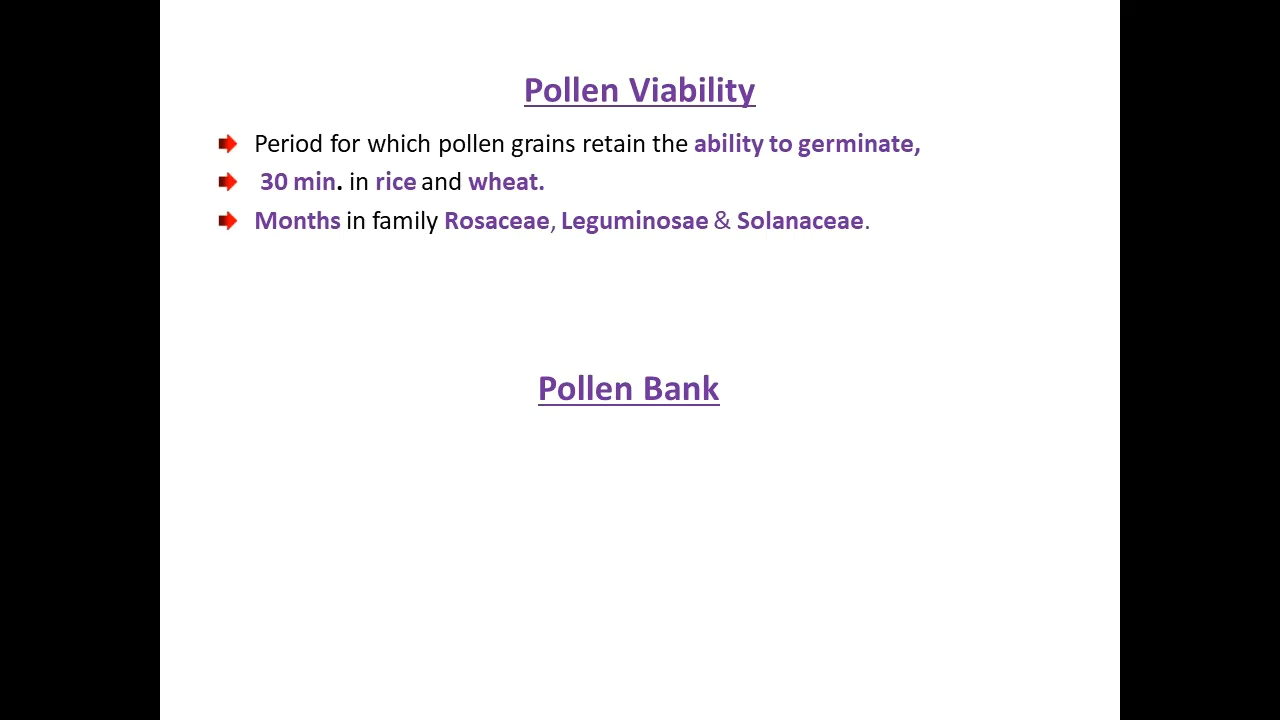 Pollen Viability
Period for which pollen grains retain the ability to germinate,
30 min. in rice and wheat.
Months in family Rosaceae, Leguminosae & Solanaceae.
Pollen Bank